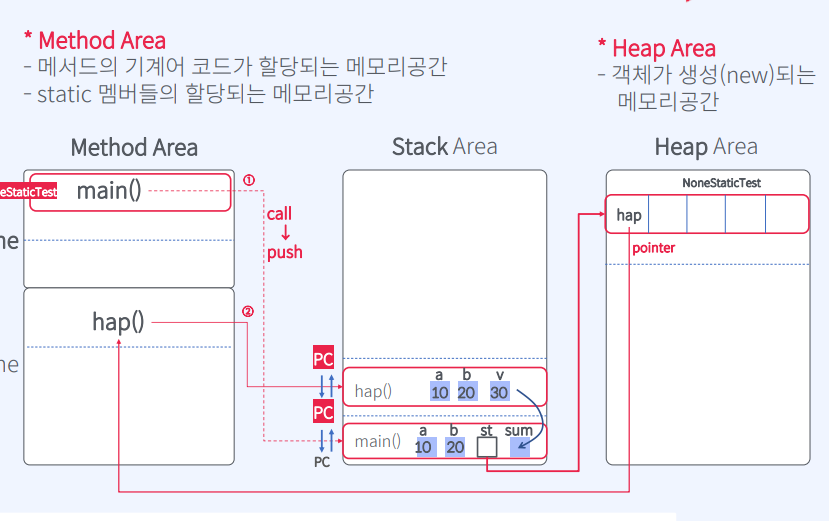 * Method Area
- 메서드의 기계어 코드가 할당되는 메모리공간
- static 멤버들의 할당되는 메모리공간
* Heap Area
- 객체가 생성(new)되는
메모리공간
Method Area
Stack Area
Heap Area
eStaticTest
main()
①
call
↓
push
ne
hap()
②
ne
NoneStaticTest
hap
pointer
PC
a b v
hap() 10 20 30
PC
a b st sum
main() 10 20
PC